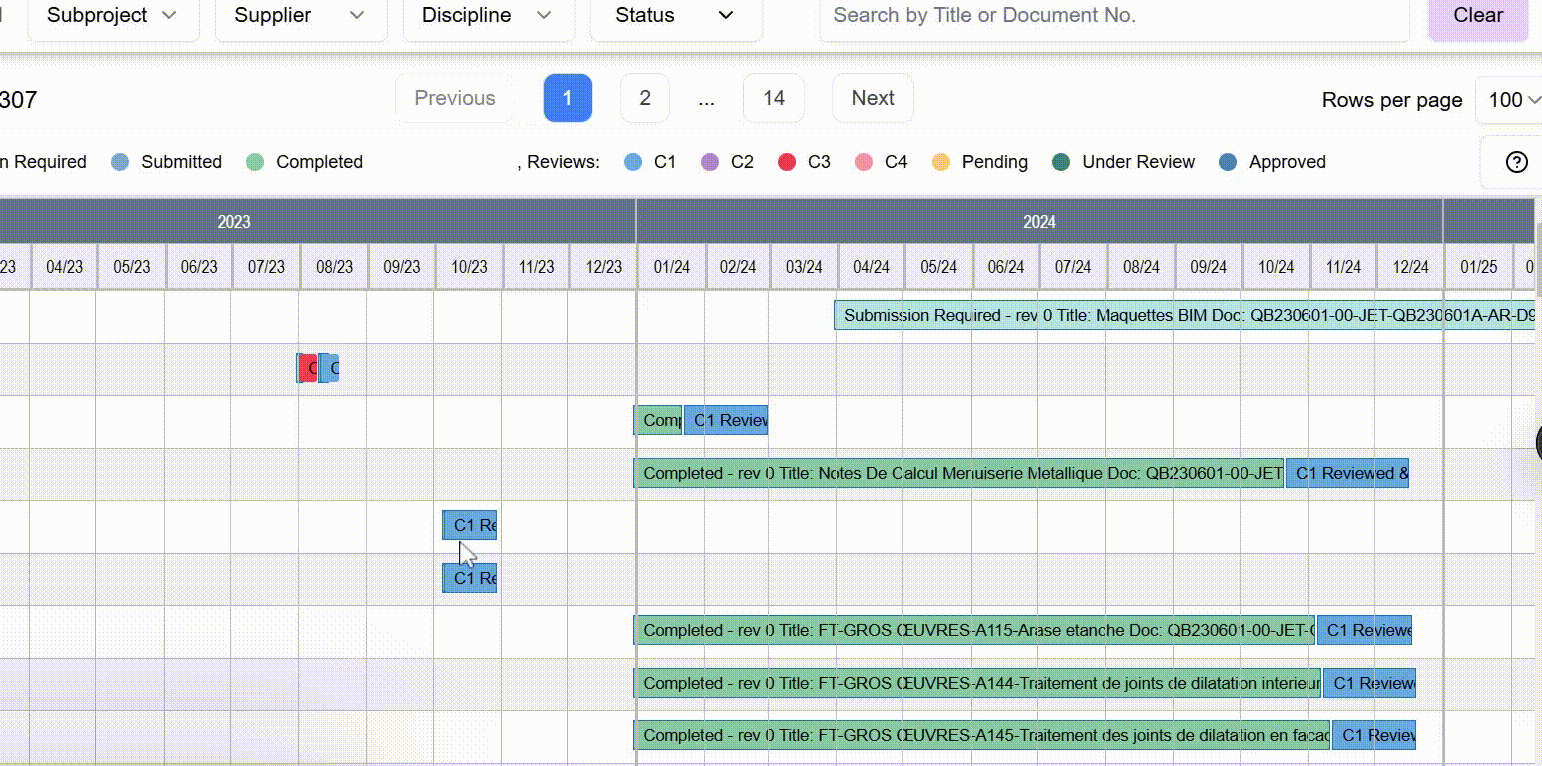 Subproject Supplier Discipline Status Search by Title or Document No. Clear
307 Previous 1 2 ... 14 Next Rows per page 100
n Required Submitted Completed , Reviews: C1 C2 C3 C4 Pending Under Review Approved
2023 2024
23 04/23 05/23 06/23 07/23 08/23 09/23 10/23 11/23 12/23 01/24 02/24 03/24 04/24 05/24 06/24 07/24 08/24 09/24 10/24 11/24 12/24 01/25 0
Submission Required - rev 0 Title: Maquettes BIM Doc: QB230601-00-JET-QB230601A-AR-D9
C C
Comp C1 Review
Completed - rev 0 Title: Notes De Calcul Menuiserie Metallique Doc: QB230601-00-JET C1 Reviewed &
C1 Re
C1 Re
Completed - rev 0 Title: FT-GROS ŒUVRES-A115-Arase etanche Doc: QB230601-00-JET-C C1 Reviewe
Completed - rev 0 Title: FT-GROS ŒUVRES-A144-Traitement de joints de dilatation interieur C1 Reviewe
Completed - rev 0 Title: FT-GROS ŒUVRES-A145-Traitement des joints de dilatation en facad C1 Review